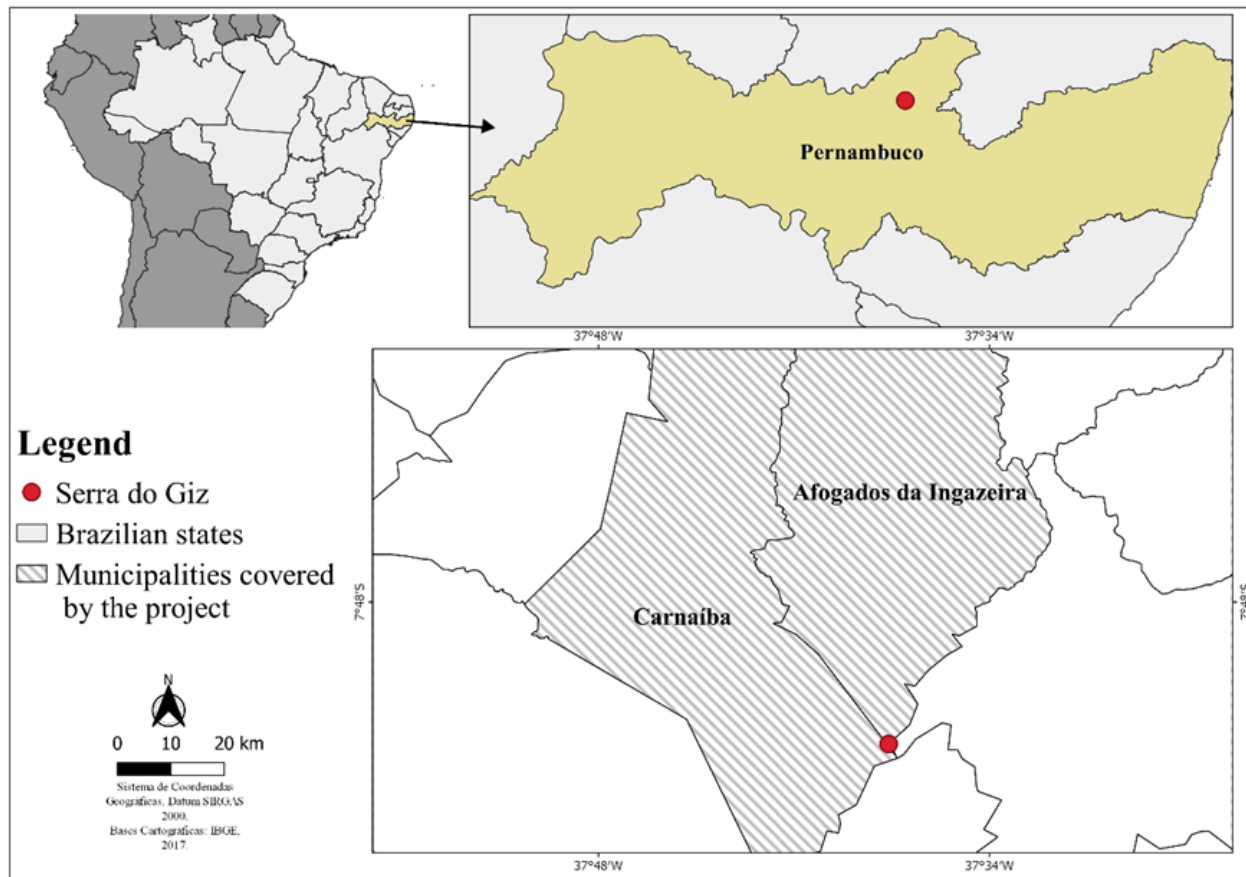 Pernambuco
37°48'W
37°34'W
Legend
Serra do Giz
Brazilian states
Municipalities covered
by the project
Afogados da Ingazeira
Carnaíba
7°48'S
7°48'S
N
0 10 20 km
Sistema de Coordenadas
Geográficas, Datum SIRGAS
2000.
Bases Cartográficas: IBGE,
2017.
37°48'W
37°34'W